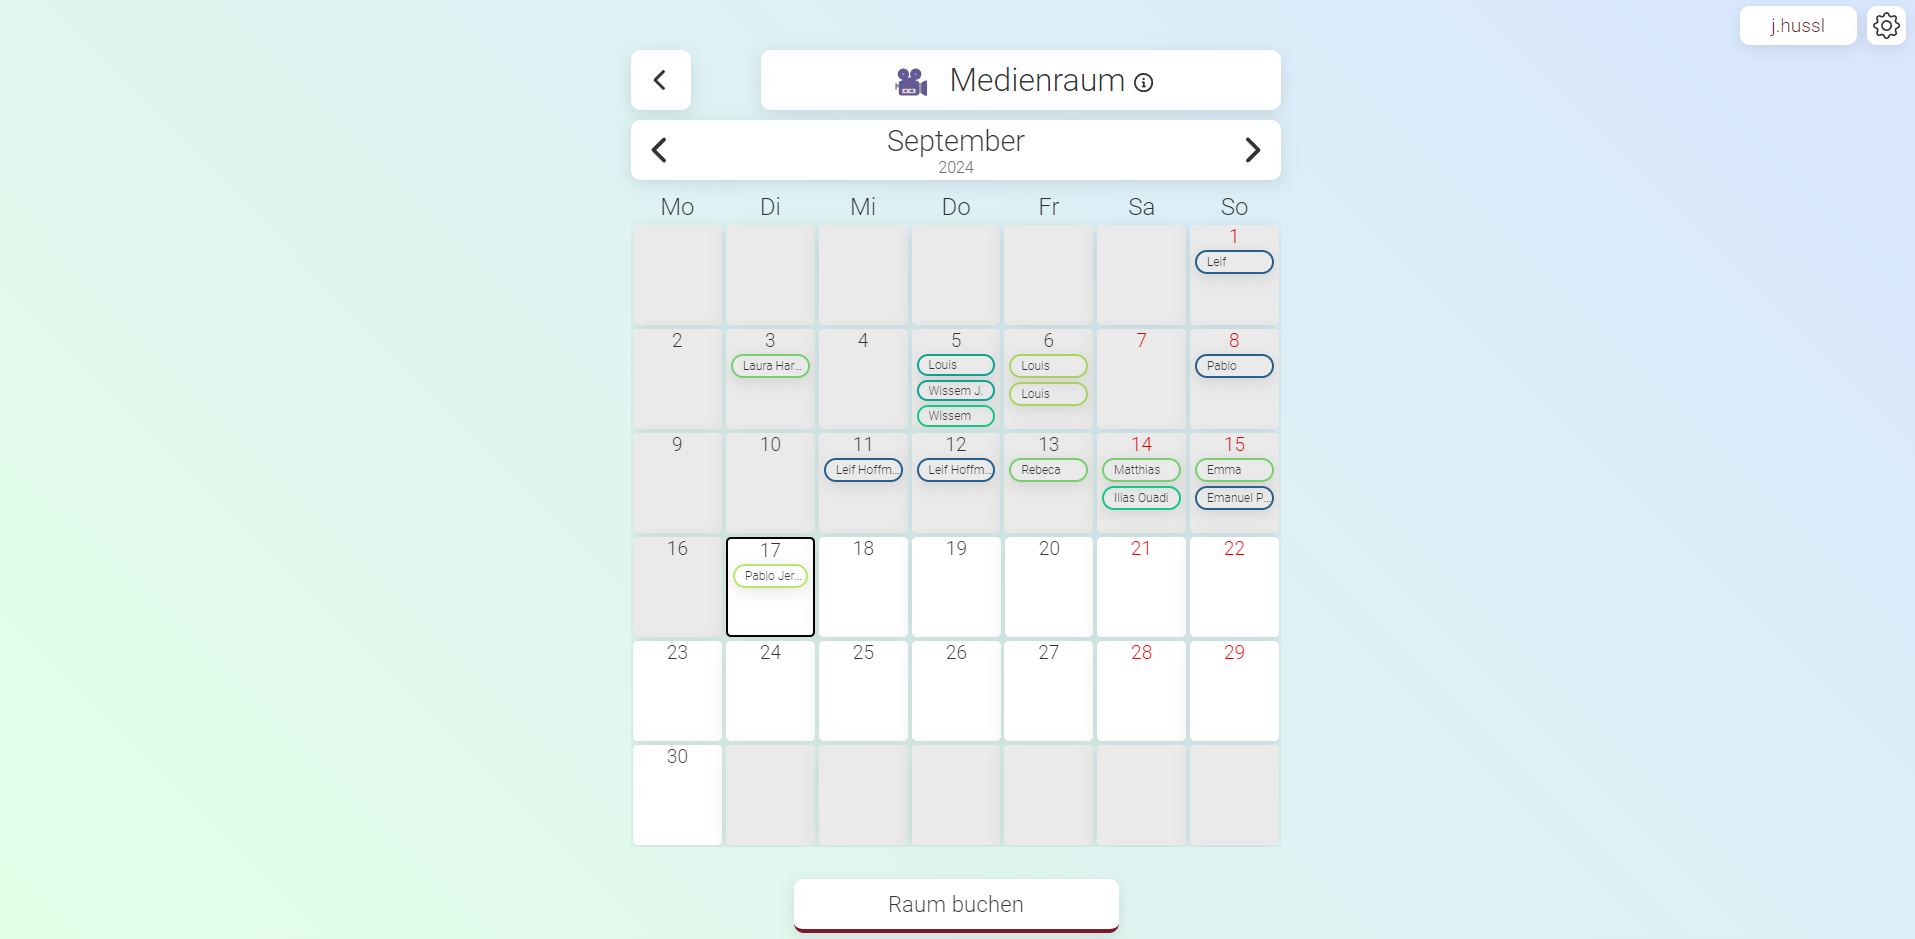 j.hussl
Medienraum
September
2024
Mo Di Mi Do Fr Sa So
1
Leif
2 3 4 5 6 7 8
Laura Har... Louis Louis Pablo
Wissem J. Louis
Wissem
9 10 11 12 13 14 15
Leif Hoffm... Leif Hoffm... Rebeca Matthias Emma
Ilias Ouadi Emanuel P...
16 17 18 19 20 21 22
Pablo Jer...
23 24 25 26 27 28 29
30
Raum buchen